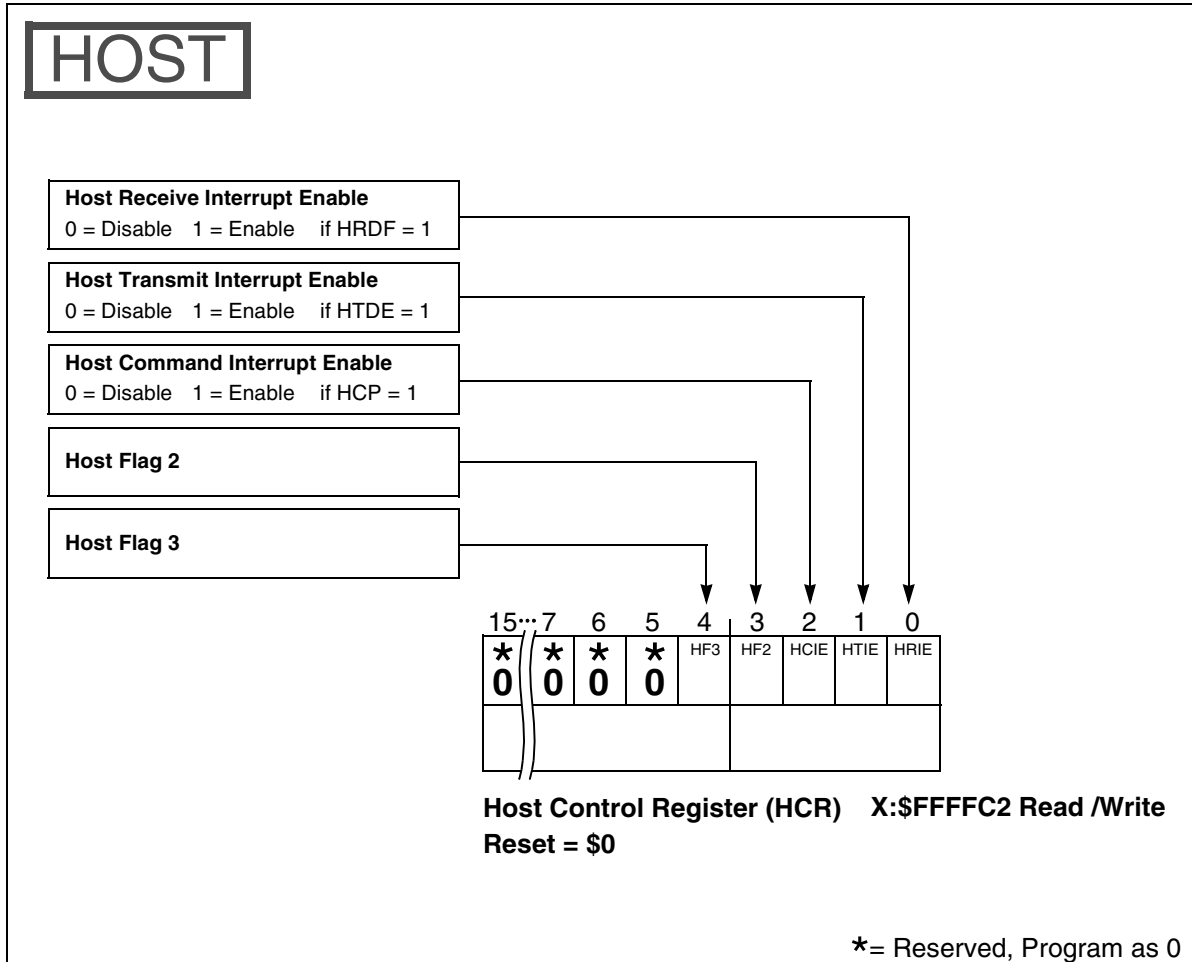 HOST
Host Receive Interrupt Enable
0 = Disable 1 = Enable if HRDF = 1
Host Transmit Interrupt Enable
0 = Disable 1 = Enable if HTDE = 1
Host Command Interrupt Enable
0 = Disable 1 = Enable if HCP = 1
Host Flag 2
Host Flag 3
15··· 7 6 5 4 3 2 1 0
* * * * HF3 HF2 HCIE HTIE HRIE
0 0 0 0
Host Control Register (HCR) X:$FFFFC2 Read /Write
Reset = $0
*= Reserved, Program as 0